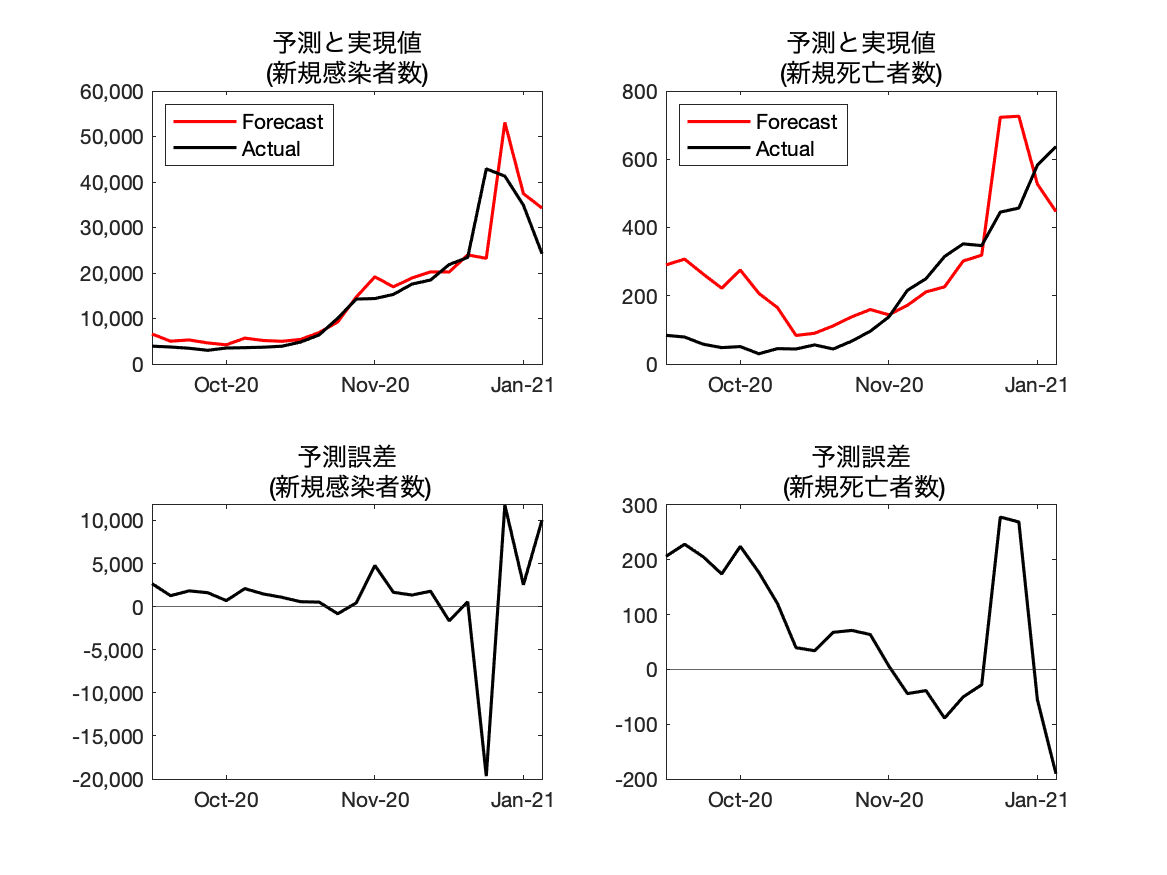 予測と実現値
(新規感染者数)
60,000
50,000
40,000
30,000
20,000
10,000
0
Forecast
Actual
Oct-20
Nov-20
Jan-21
予測と実現値
(新規死亡者数)
800
600
400
200
0
Forecast
Actual
Oct-20
Nov-20
Jan-21
予測誤差
(新規感染者数)
10,000
5,000
0
-5,000
-10,000
-15,000
-20,000
Oct-20
Nov-20
Jan-21
予測誤差
(新規死亡者数)
300
200
100
0
-100
-200
Oct-20
Nov-20
Jan-21